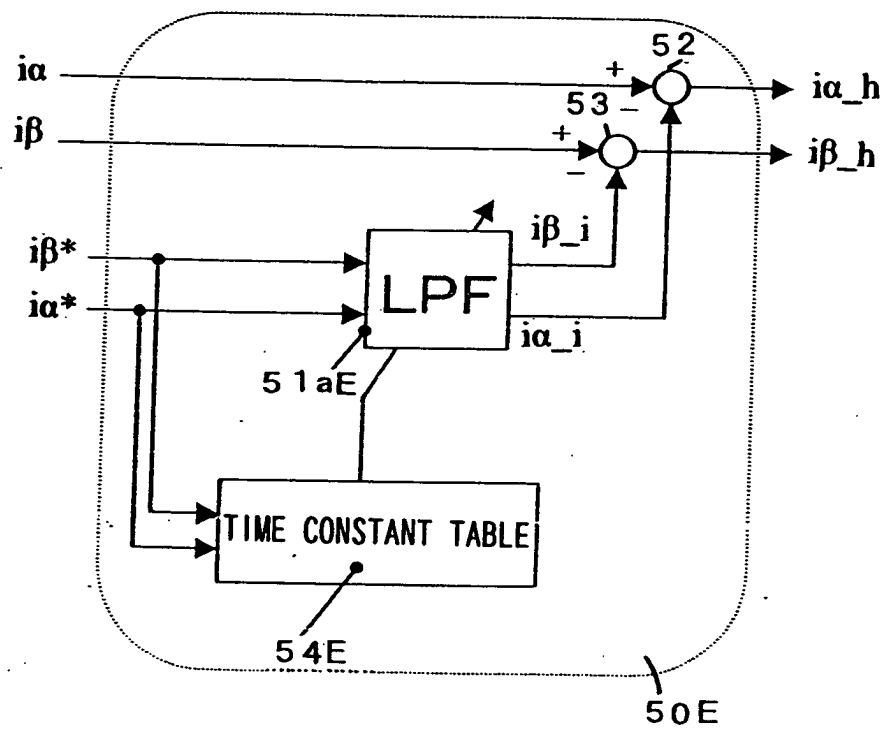 52
iα
+
iα_h
53
−
iβ
+
iβ_h
−
iβ*
iβ_i
LPF
iα*
iα_i
51aE
TIME CONSTANT TABLE
54E
50E